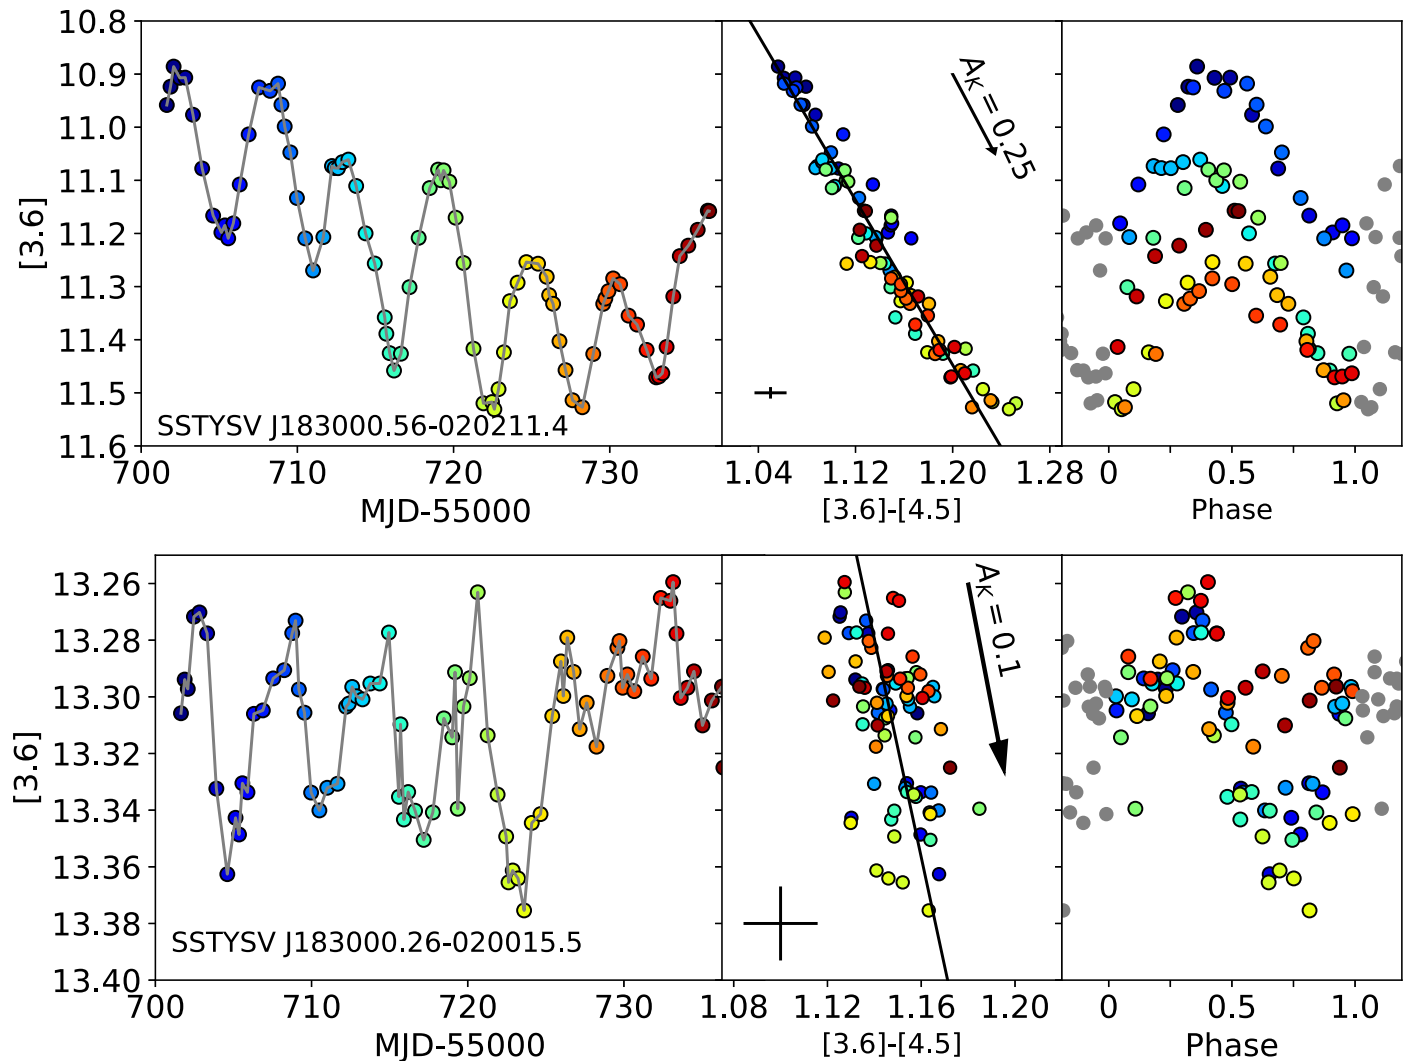 10.8
10.9
11.0
11.1
11.2
11.3
11.4
11.5
11.6
[3.6]
SSTYSV J183000.56-020211.4
700 710 720 730
MJD-55000
A_K = 0.25
1.04 1.12 1.20 1.28
[3.6]-[4.5]
0 0.5 1.0
Phase
13.26
13.28
13.30
13.32
13.34
13.36
13.38
13.40
[3.6]
SSTYSV J183000.26-020015.5
700 710 720 730
MJD-55000
A_K = 0.1
1.08 1.12 1.16 1.20
[3.6]-[4.5]
0 0.5 1.0
Phase